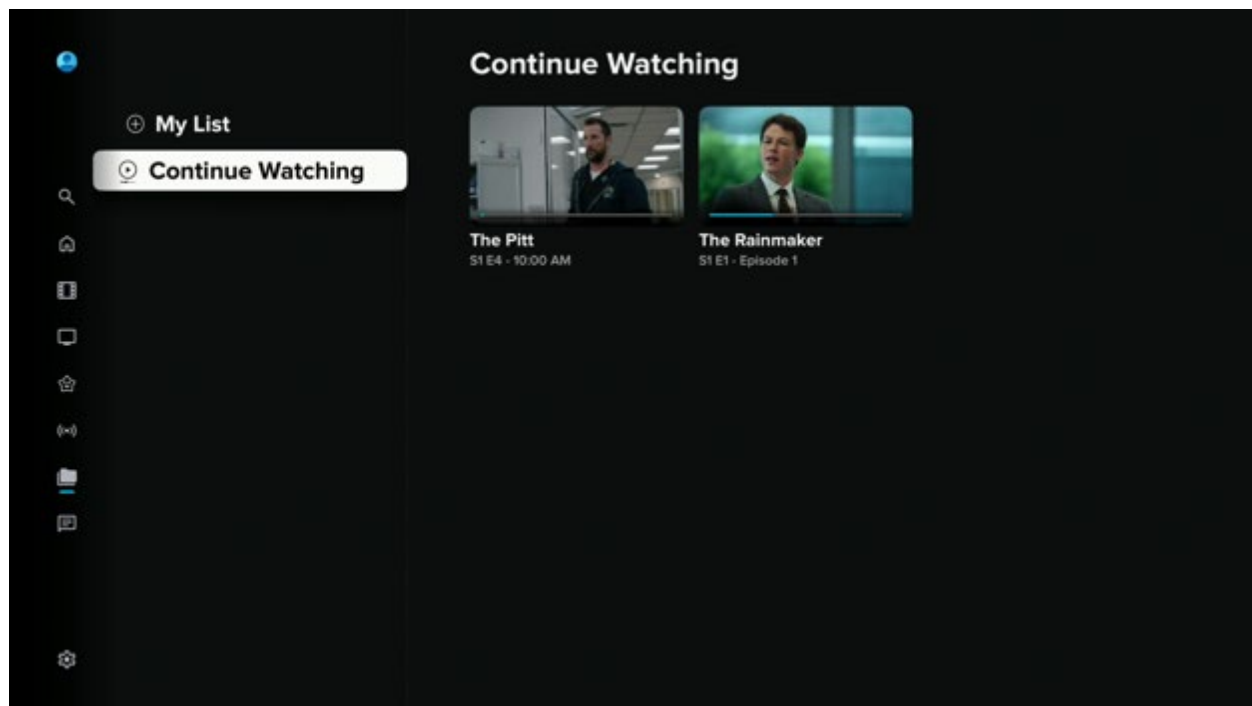 My List
Continue Watching
Continue Watching
The Pitt
S1 E4 - 10:00 AM
The Rainmaker
S1 E1 - Episode 1